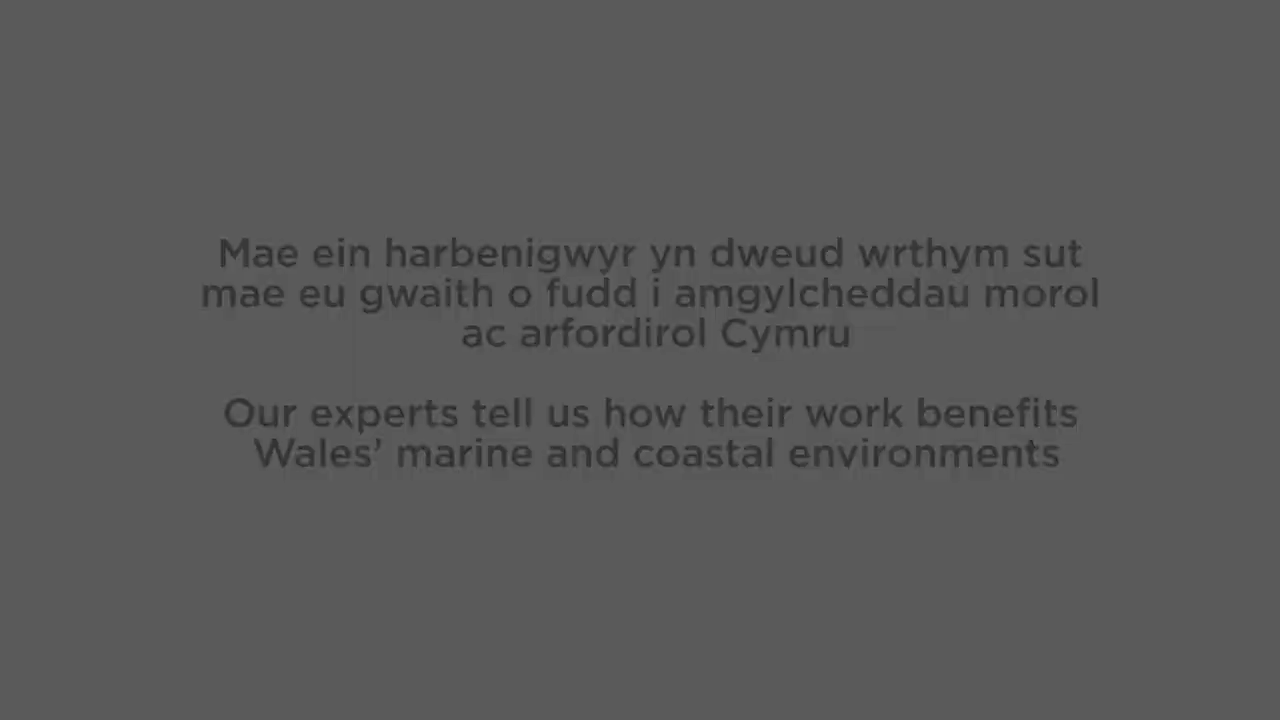 Mae ein harbenigwyr yn dweud wrthym sut
mae eu gwaith o fudd i amgylcheddau morol
ac arfordirol Cymru
Our experts tell us how their work benefits
Wales’ marine and coastal environments